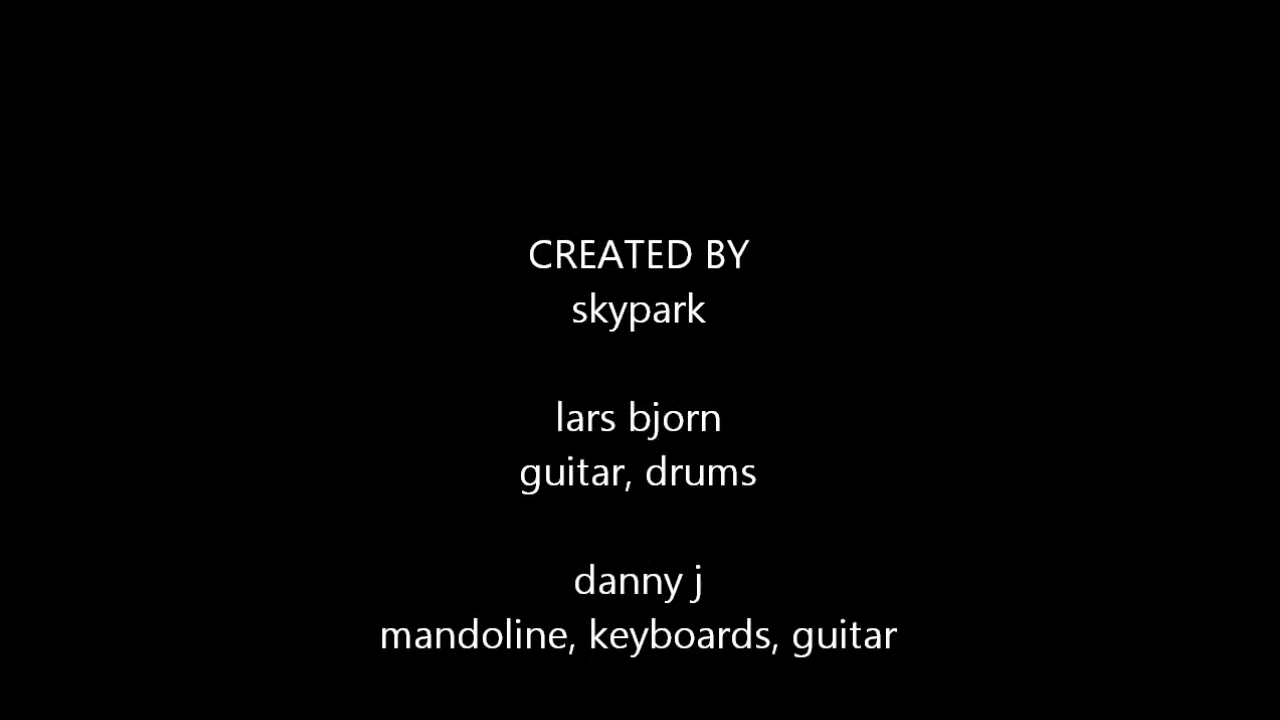 CREATED BY
skypark
lars bjorn
guitar, drums
danny j
mandoline, keyboards, guitar